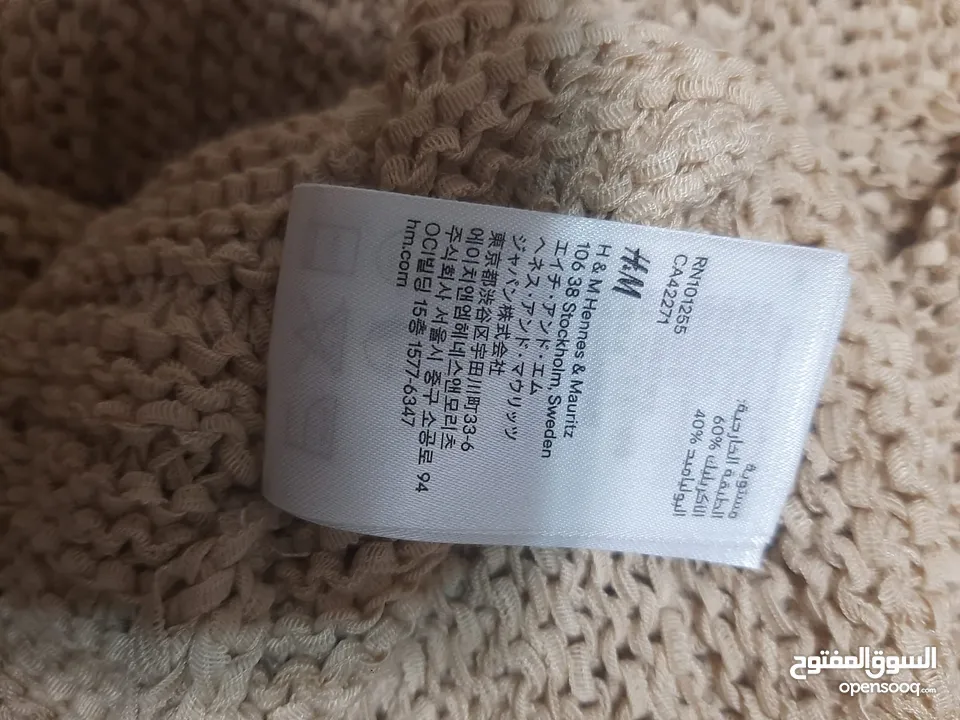 مستوية
الطبقة الخارجية:
60% الأكريليك
40% البولياميد
RN101255
CA42271
H&M
H & M Hennes & Mauritz
106 38 Stockholm, Sweden
エイチ・アンド・エム
ヘネス・アンド・マウリッツ
ジャパン株式会社
東京都渋谷区宇田川町33-6
에이치앤엠헤네스앤모리츠
주식회사 서울시 중구 소공로 94
OCI빌딩 15층 1577-6347
hm.com
السوق المفتوح
opensooq.com